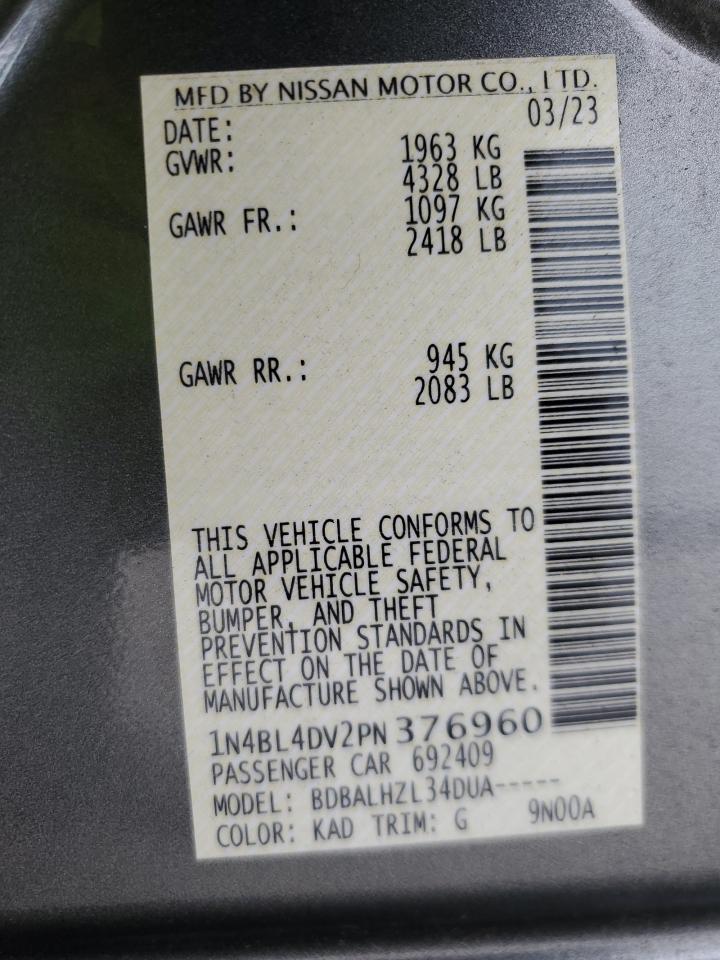 MFD BY NISSAN MOTOR CO., LTD.
DATE: 03/23
GVWR: 1963 KG
4328 LB
GAWR FR.: 1097 KG
2418 LB
GAWR RR.: 945 KG
2083 LB
THIS VEHICLE CONFORMS TO
ALL APPLICABLE FEDERAL
MOTOR VEHICLE SAFETY,
BUMPER, AND THEFT
PREVENTION STANDARDS IN
EFFECT ON THE DATE OF
MANUFACTURE SHOWN ABOVE.
1N4BL4DV2PN376960
PASSENGER CAR 692409
MODEL: BDBALHZL34DUA-----
COLOR: KAD TRIM: G 9N00A